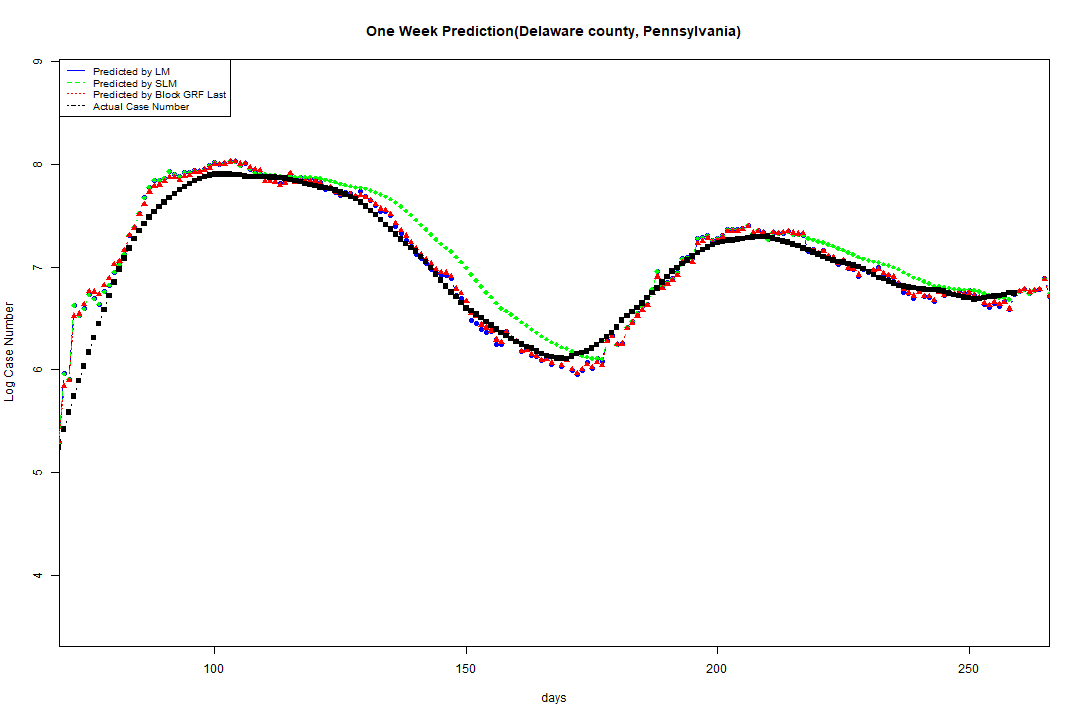 One Week Prediction(Delaware county, Pennsylvania)
Predicted by LM
Predicted by SLM
Predicted by Block GRF Last
Actual Case Number
9
8
7
6
5
4
Log Case Number
100 150 200 250
days